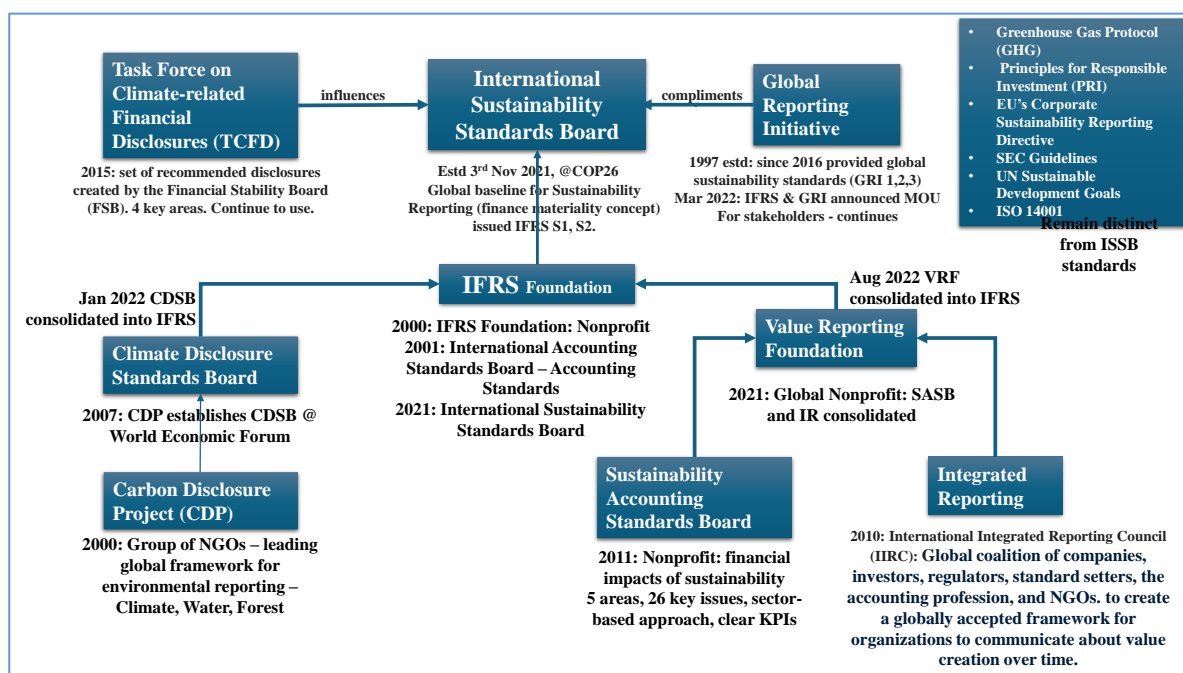 Task Force on
Climate-related
Financial
Disclosures (TCFD)
influences
International
Sustainability
Standards Board
compliments
Global
Reporting
Initiative
• Greenhouse Gas Protocol
(GHG)
• Principles for Responsible
Investment (PRI)
• EU's Corporate
Sustainability Reporting
Directive
• SEC Guidelines
• UN Sustainable
Development Goals
• ISO 14001
Remain distinct
from ISSB
standards
2015: set of recommended disclosures
created by the Financial Stability Board
(FSB). 4 key areas. Continue to use.
Estd 3rd Nov 2021, @COP26
Global baseline for Sustainability
Reporting (finance materiality concept)
issued IFRS S1, S2.
1997 estd: since 2016 provided global
sustainability standards (GRI 1,2,3)
Mar 2022: IFRS & GRI announced MOU
For stakeholders - continues
Jan 2022 CDSB
consolidated into IFRS
IFRS Foundation
Aug 2022 VRF
consolidated into IFRS
2000: IFRS Foundation: Nonprofit
2001: International Accounting
Standards Board – Accounting
Standards
2021: International Sustainability
Standards Board
Climate Disclosure
Standards Board
Value Reporting
Foundation
2007: CDP establishes CDSB @
World Economic Forum
2021: Global Nonprofit: SASB
and IR consolidated
Carbon Disclosure
Project (CDP)
Sustainability
Accounting
Standards Board
Integrated
Reporting
2000: Group of NGOs – leading
global framework for
environmental reporting –
Climate, Water, Forest
2011: Nonprofit: financial
impacts of sustainability
5 areas, 26 key issues, sector-
based approach, clear KPIs
2010: International Integrated Reporting Council
(IIRC): Global coalition of companies,
investors, regulators, standard setters, the
accounting profession, and NGOs. to create
a globally accepted framework for
organizations to communicate about value
creation over time.